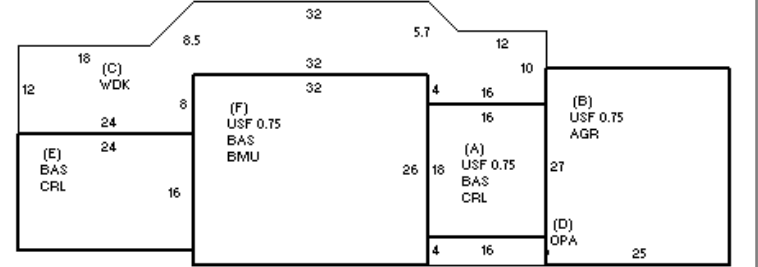 32
8.5
5.7
18
12
(C)
WDK
32
10
12
32
8
4
16
(F)
USF 0.75
BAS
BMU
(B)
USF 0.75
AGR
24
16
24
(E)
BAS
CRL
(A)
USF 0.75
BAS
CRL
26
18
27
16
(D)
OPA
4
16
25